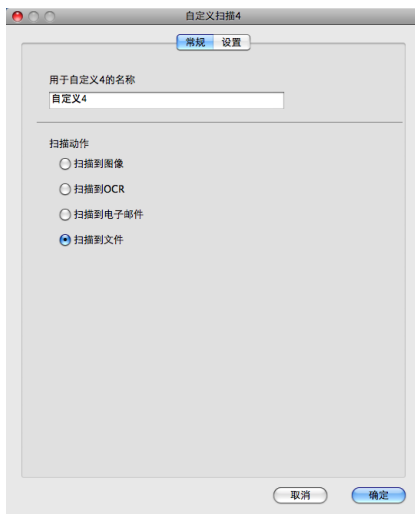 自定义扫描4
常规 设置
用于自定义4的名称
自定义4
扫描动作
扫描到图像
扫描到OCR
扫描到电子邮件
扫描到文件
取消 确定